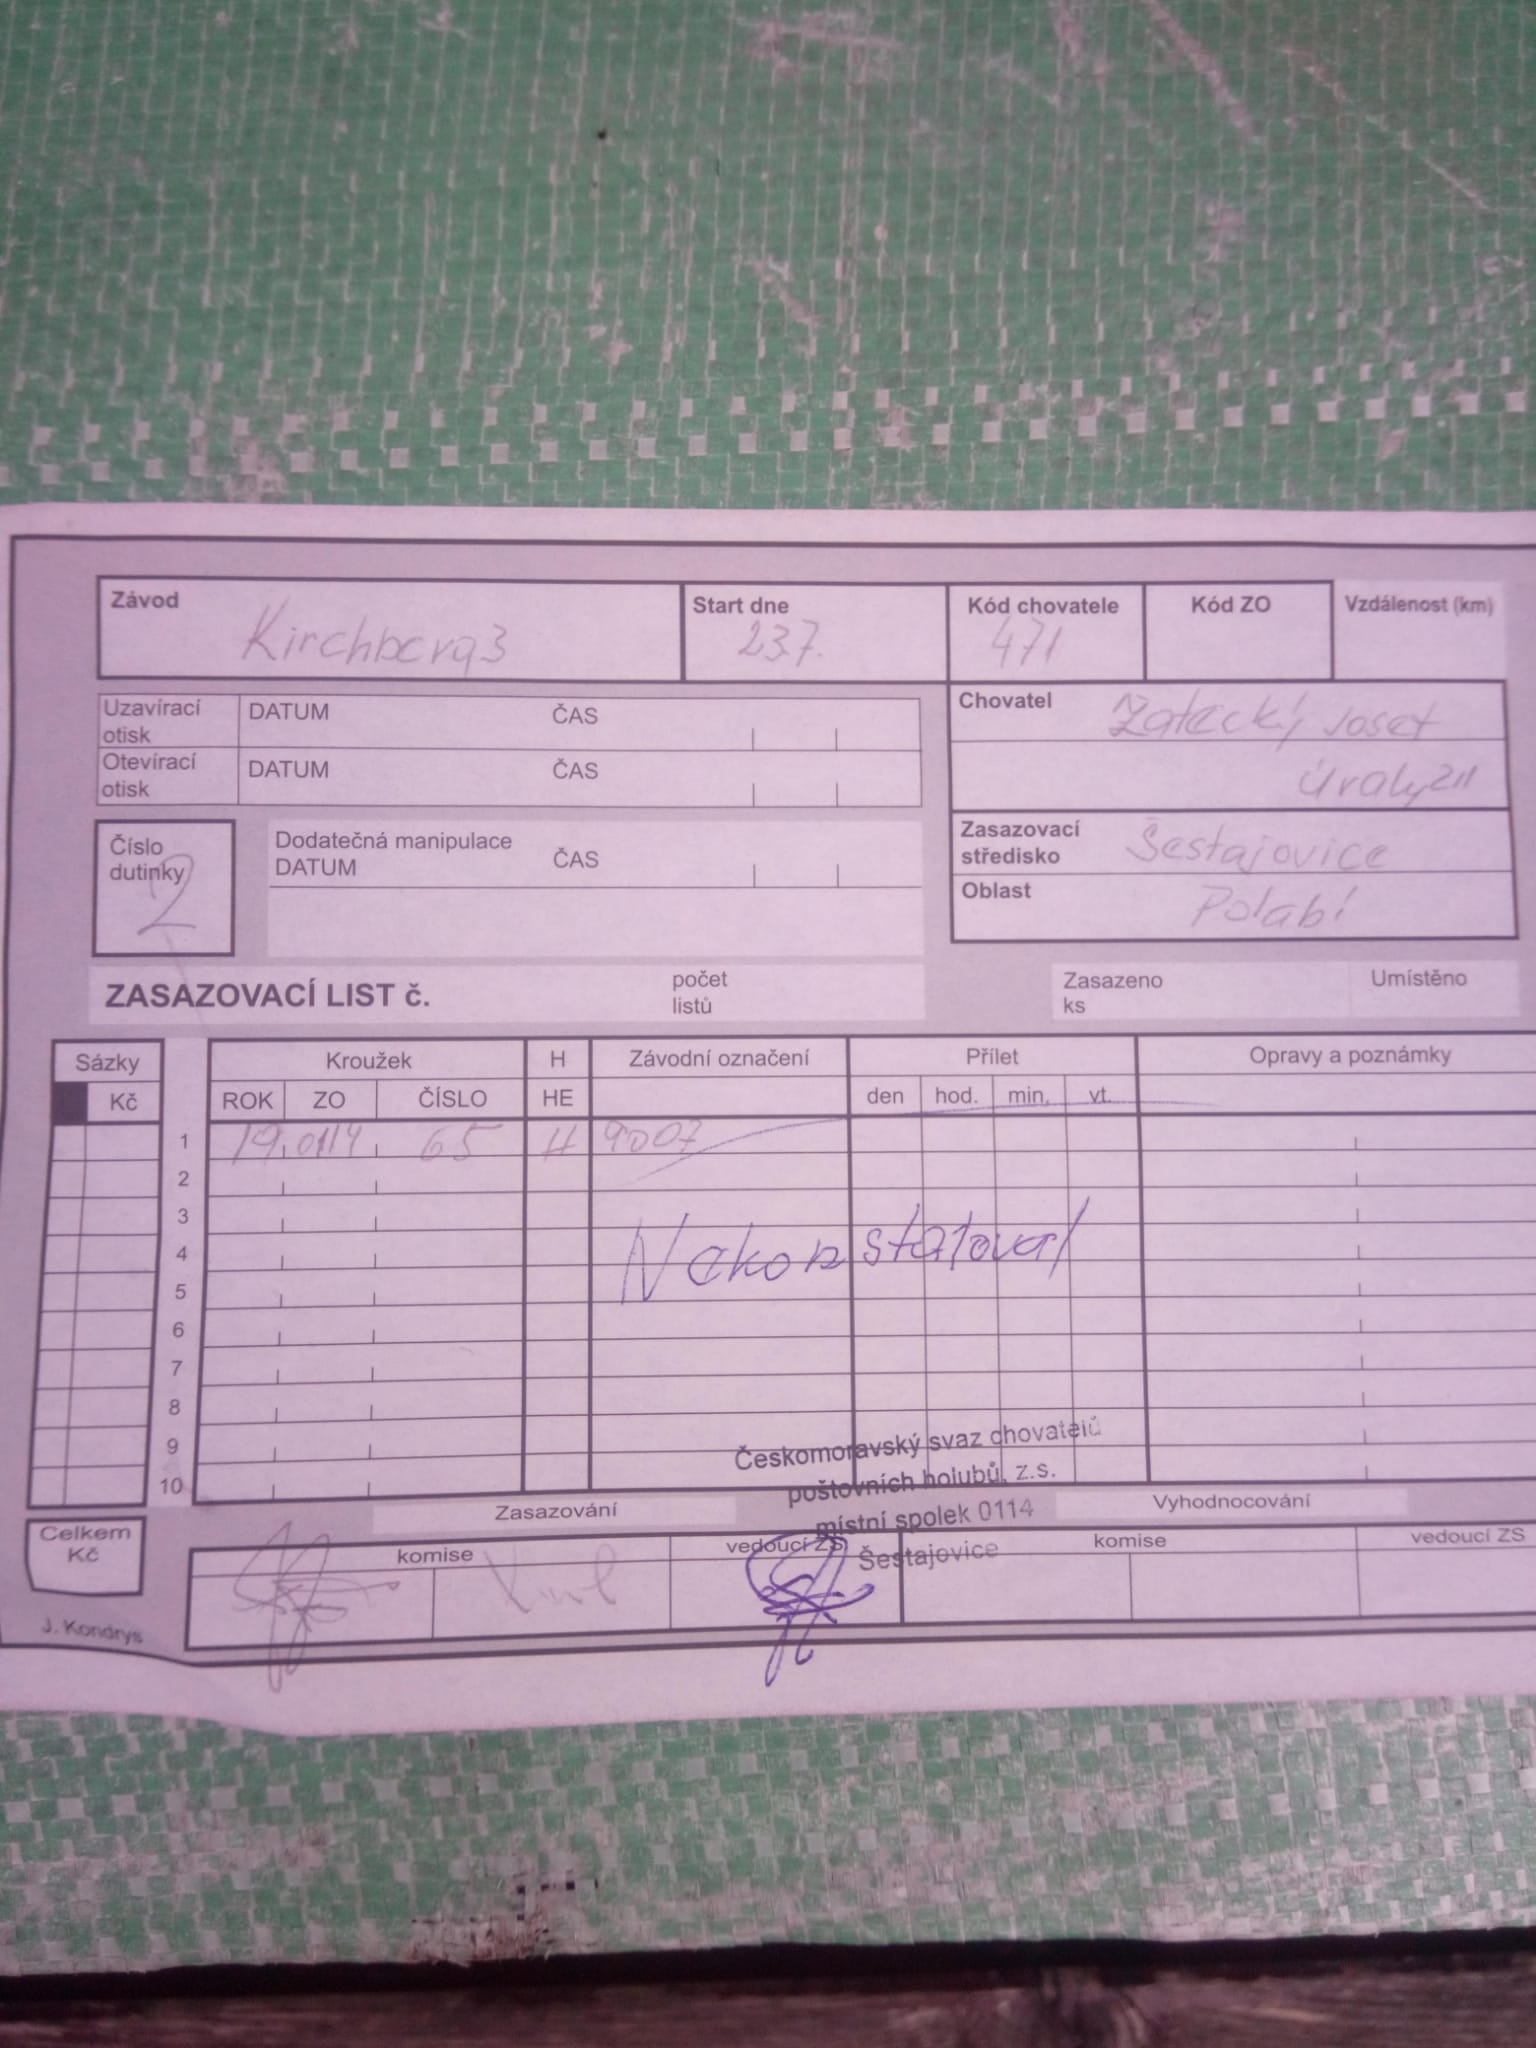 Závod Start dne Kód chovatele Kód ZO Vzdálenost (km)
Kirchberg3 23.7. 471
Uzavírací otisk DATUM ČAS
Otevírací otisk DATUM ČAS
Chovatel Zatecký Josef
Úvaly 211
Číslo dutinky 2
Dodatečná manipulace
DATUM ČAS
Zasazovací středisko Šestajovice
Oblast Polabí
ZASAZOVACÍ LIST č. počet listů Zasazeno ks Umístěno
Sázky Kroužek H Závodní označení Přílet Opravy a poznámky
Kč ROK ZO ČÍSLO HE den hod. min. vt.
1 19 0114 65 H 9007
2
3
4 Nekonstatoval
5
6
7
8
9
10
Českomoravský svaz chovatelů
poštovních holubů, z.s.
místní spolek 0114
Šestajovice
Zasazování Vyhodnocování
Celkem Kč
komise vedoucí ZS komise vedoucí ZS
J. Kondrys